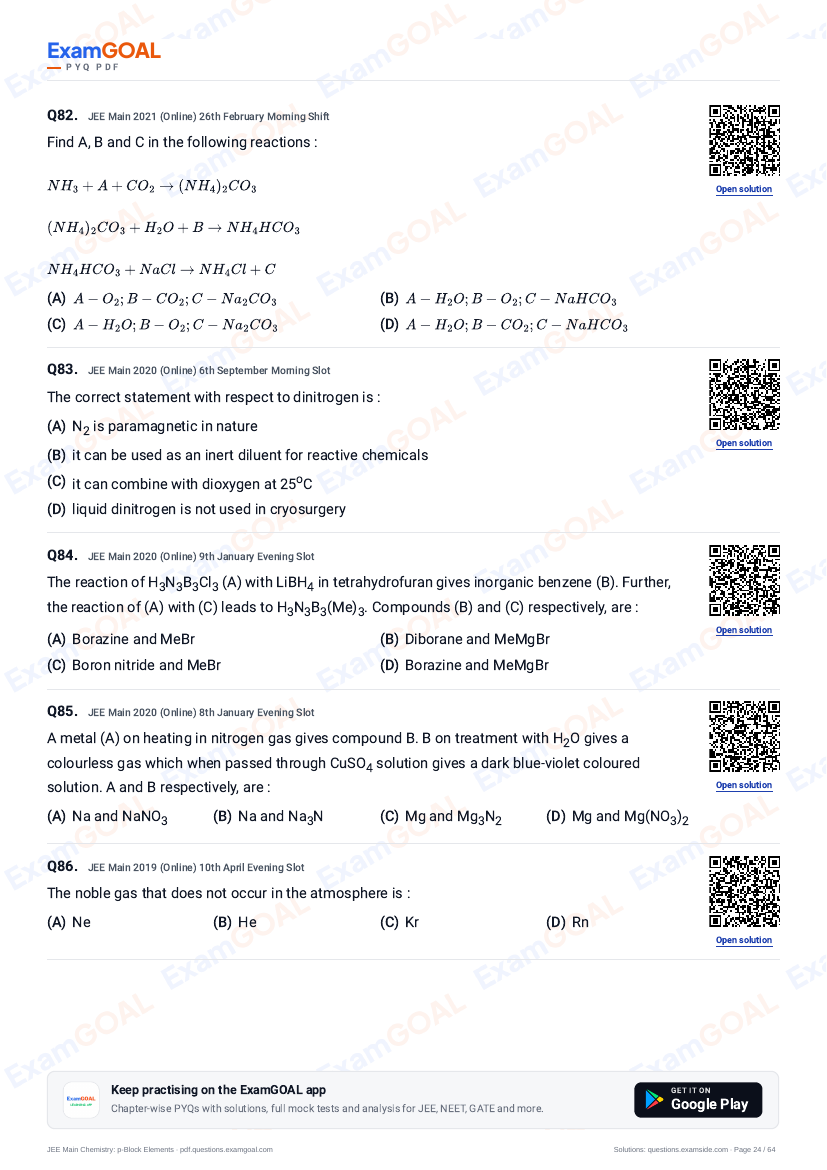 ExamGOAL
PYQ PDF
Q82. JEE Main 2021 (Online) 26th February Morning Shift
Find A, B and C in the following reactions :
NH₃ + A + CO₂ → (NH₄)₂CO₃
(NH₄)₂CO₃ + H₂O + B → NH₄HCO₃
NH₄HCO₃ + NaCl → NH₄Cl + C
(A) A − O₂; B − CO₂; C − Na₂CO₃
(B) A − H₂O; B − O₂; C − NaHCO₃
(C) A − H₂O; B − O₂; C − Na₂CO₃
(D) A − H₂O; B − CO₂; C − NaHCO₃
Open solution
Q83. JEE Main 2020 (Online) 6th September Morning Slot
The correct statement with respect to dinitrogen is :
(A) N₂ is paramagnetic in nature
(B) it can be used as an inert diluent for reactive chemicals
(C) it can combine with dioxygen at 25°C
(D) liquid dinitrogen is not used in cryosurgery
Open solution
Q84. JEE Main 2020 (Online) 9th January Evening Slot
The reaction of H₃N₃B₃Cl₃ (A) with LiBH₄ in tetrahydrofuran gives inorganic benzene (B). Further,
the reaction of (A) with (C) leads to H₃N₃B₃(Me)₃. Compounds (B) and (C) respectively, are :
(A) Borazine and MeBr
(B) Diborane and MeMgBr
(C) Boron nitride and MeBr
(D) Borazine and MeMgBr
Open solution
Q85. JEE Main 2020 (Online) 8th January Evening Slot
A metal (A) on heating in nitrogen gas gives compound B. B on treatment with H₂O gives a
colourless gas which when passed through CuSO₄ solution gives a dark blue-violet coloured
solution. A and B respectively, are :
(A) Na and NaNO₃
(B) Na and Na₃N
(C) Mg and Mg₃N₂
(D) Mg and Mg(NO₃)₂
Open solution
Q86. JEE Main 2019 (Online) 10th April Evening Slot
The noble gas that does not occur in the atmosphere is :
(A) Ne
(B) He
(C) Kr
(D) Rn
Open solution
ExamGOAL
Keep practising on the ExamGOAL app
Chapter-wise PYQs with solutions, full mock tests and analysis for JEE, NEET, GATE and more.
GET IT ON
Google Play
JEE Main Chemistry: p-Block Elements · pdf.questions.examgoal.com
Solutions: questions.examside.com · Page 24 / 64